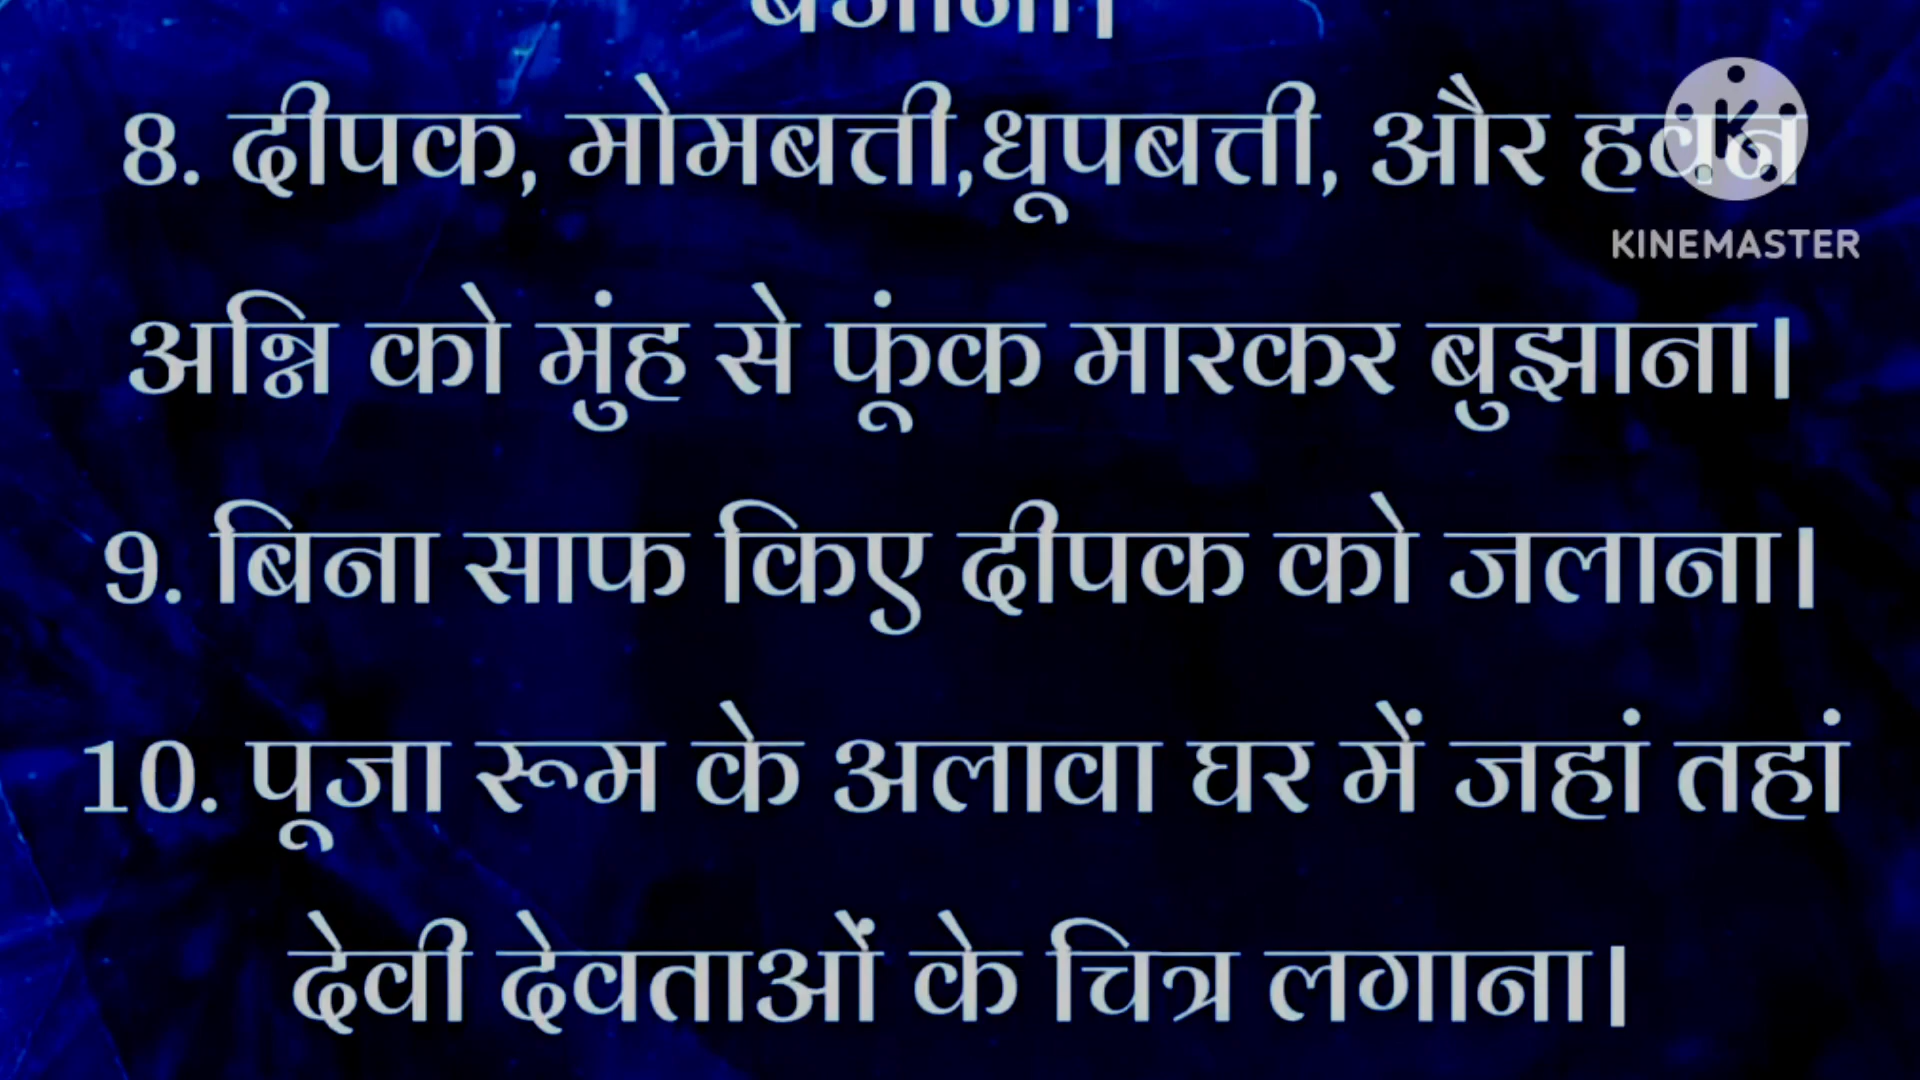 बजाना।
8. दीपक, मोमबत्ती,धूपबत्ती, और हवन
KINEMASTER
अग्नि को मुंह से फूंक मारकर बुझाना।
9. बिना साफ किए दीपक को जलाना।
10. पूजा रूम के अलावा घर में जहां तहां
देवी देवताओं के चित्र लगाना।